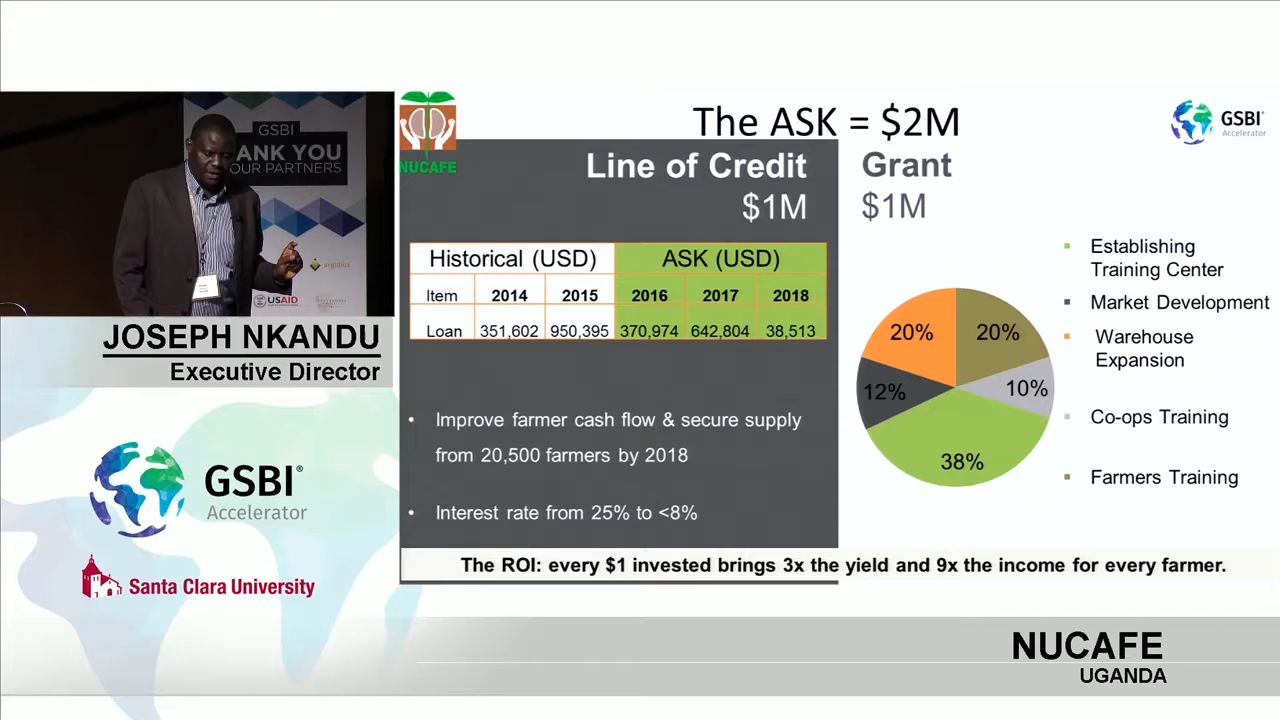 GSBI
ANK YOU
OUR PARTNERS
argidius
USAID
JOSEPH NKANDU
Executive Director
GSBI®
Accelerator
Santa Clara University
NUCAFE
The ASK = $2M
GSBI®
Accelerator
Line of Credit
$1M
Grant
$1M
Historical (USD) ASK (USD)
Item 2014 2015 2016 2017 2018
Loan 351,602 950,395 370,974 642,804 38,513
• Improve farmer cash flow & secure supply
from 20,500 farmers by 2018
• Interest rate from 25% to <8%
20% 20%
12% 10%
38%
Establishing
Training Center
Market Development
Warehouse
Expansion
Co-ops Training
Farmers Training
The ROI: every $1 invested brings 3x the yield and 9x the income for every farmer.
NUCAFE
UGANDA